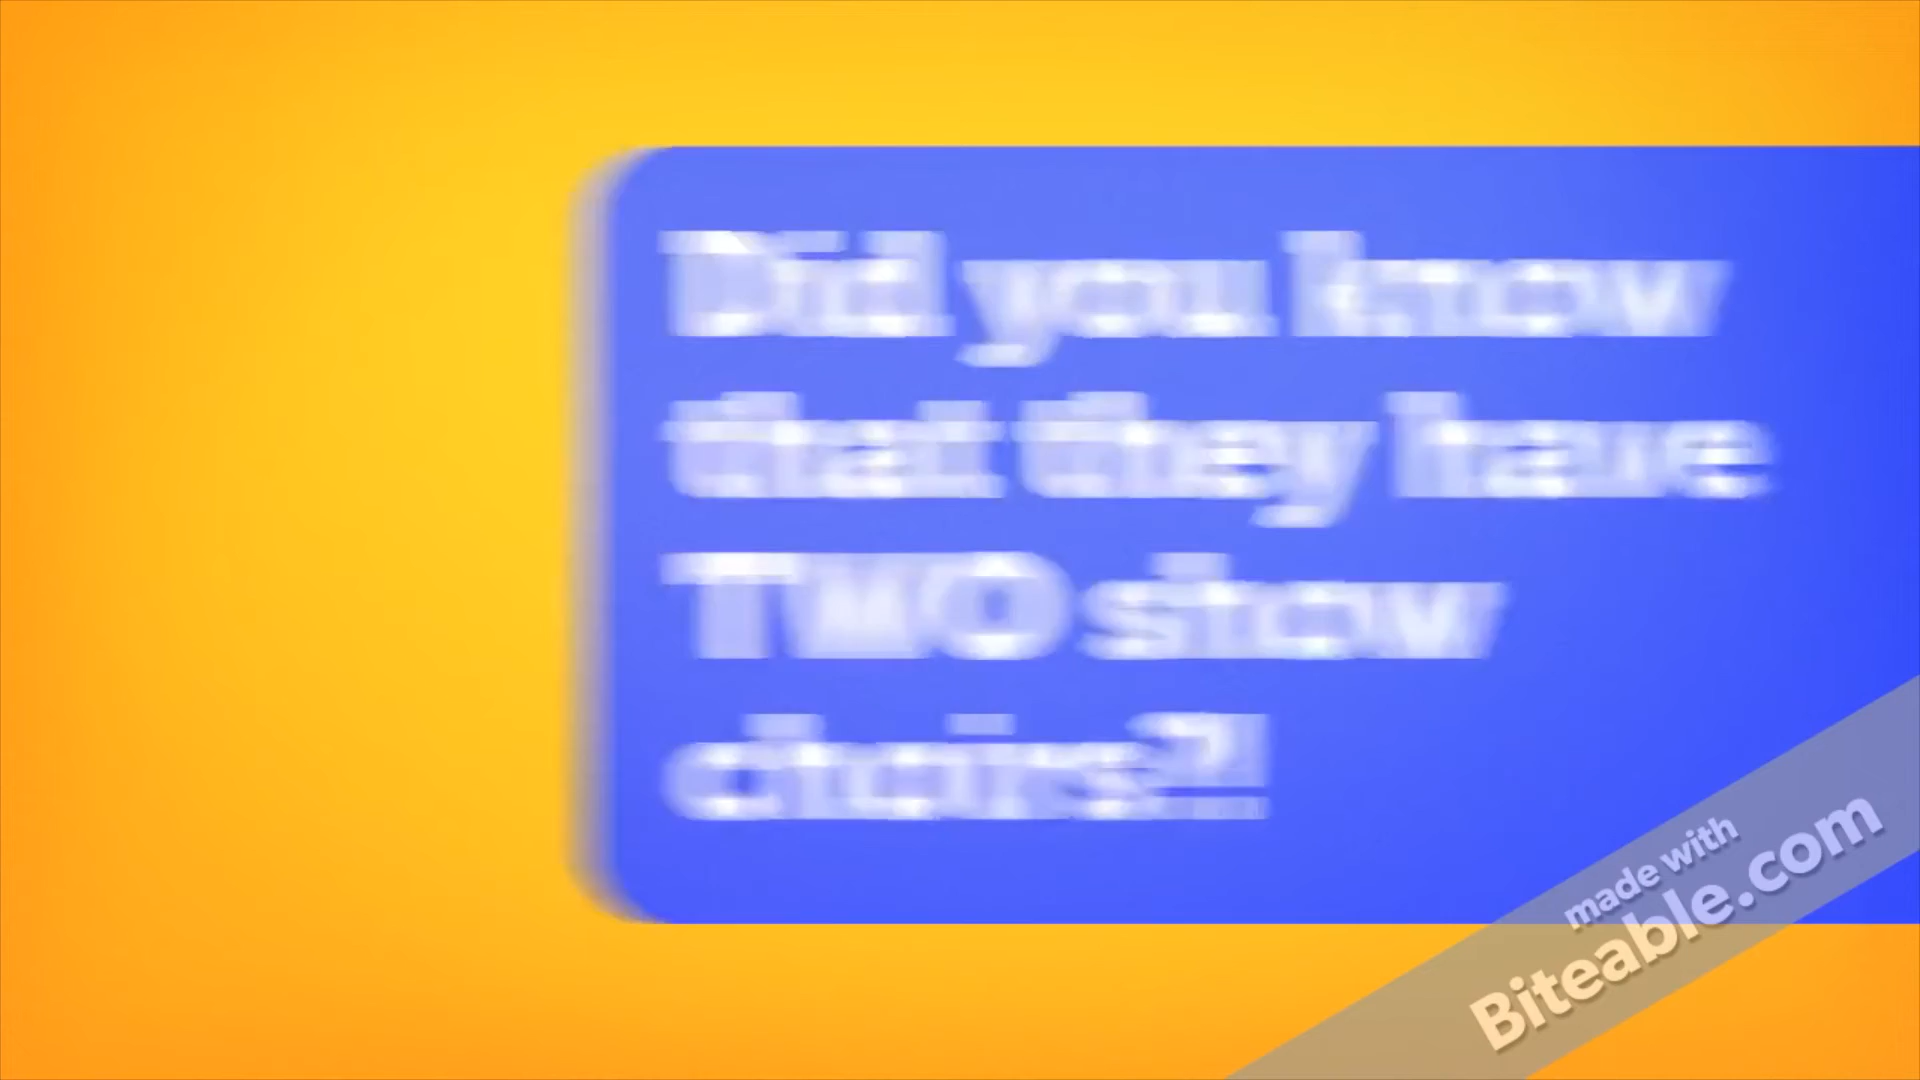 Did you know
that they have
TWO show
choirs?!
made with
Biteable.com